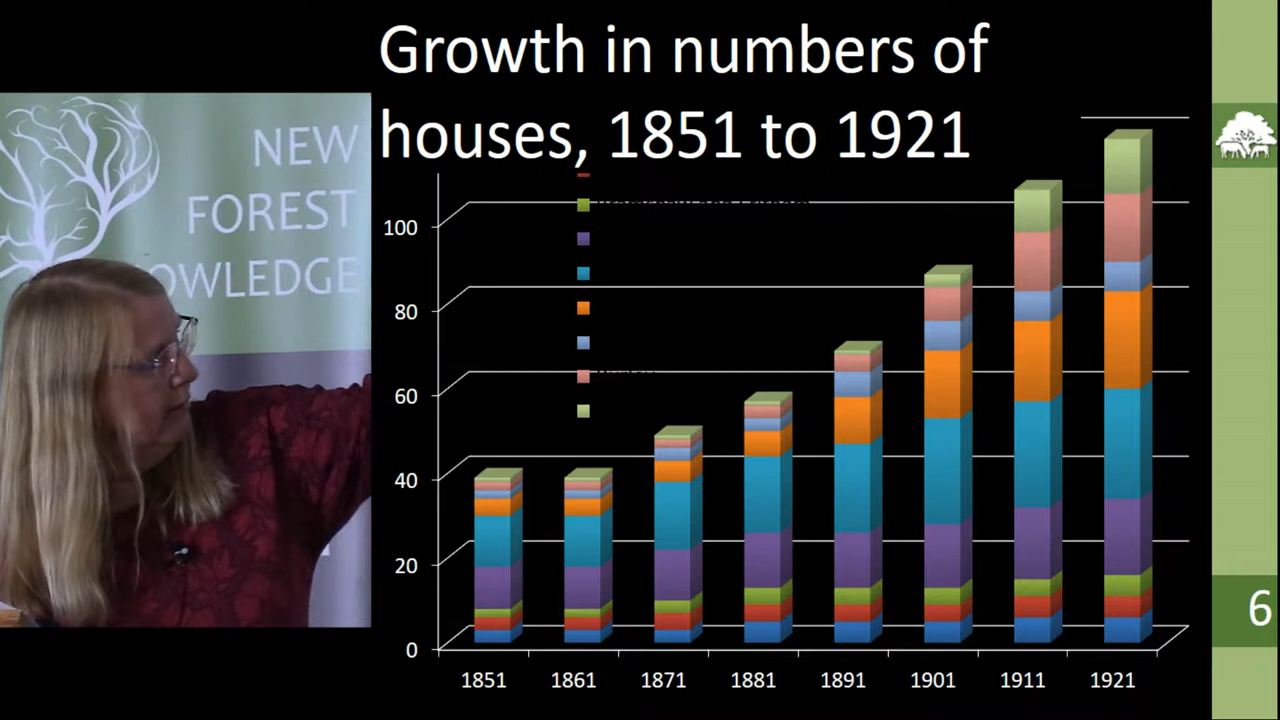 Growth in numbers of
houses, 1851 to 1921
NEW
FOREST
OWLEDGE
100
80
60
40
20
0
1851 1861 1871 1881 1891 1901 1911 1921
6